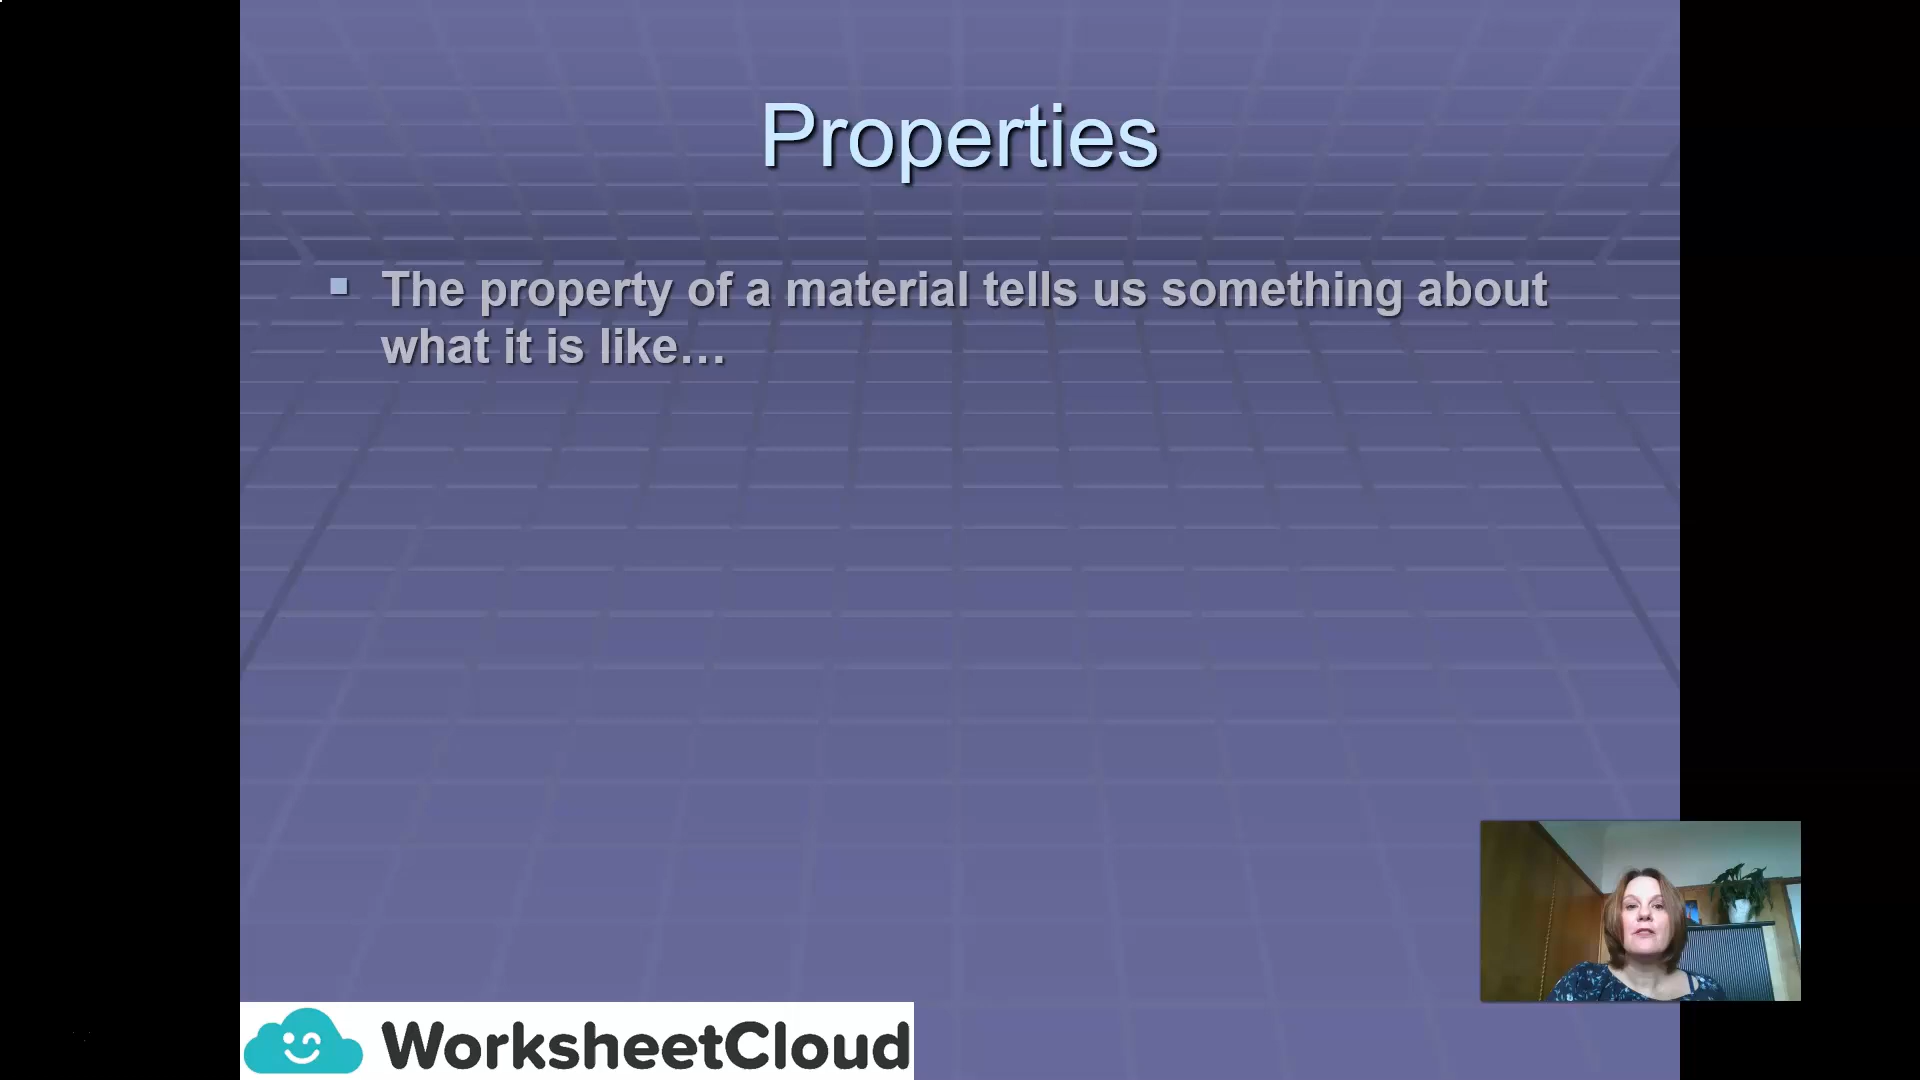 Properties
The property of a material tells us something about
what it is like…
WorksheetCloud